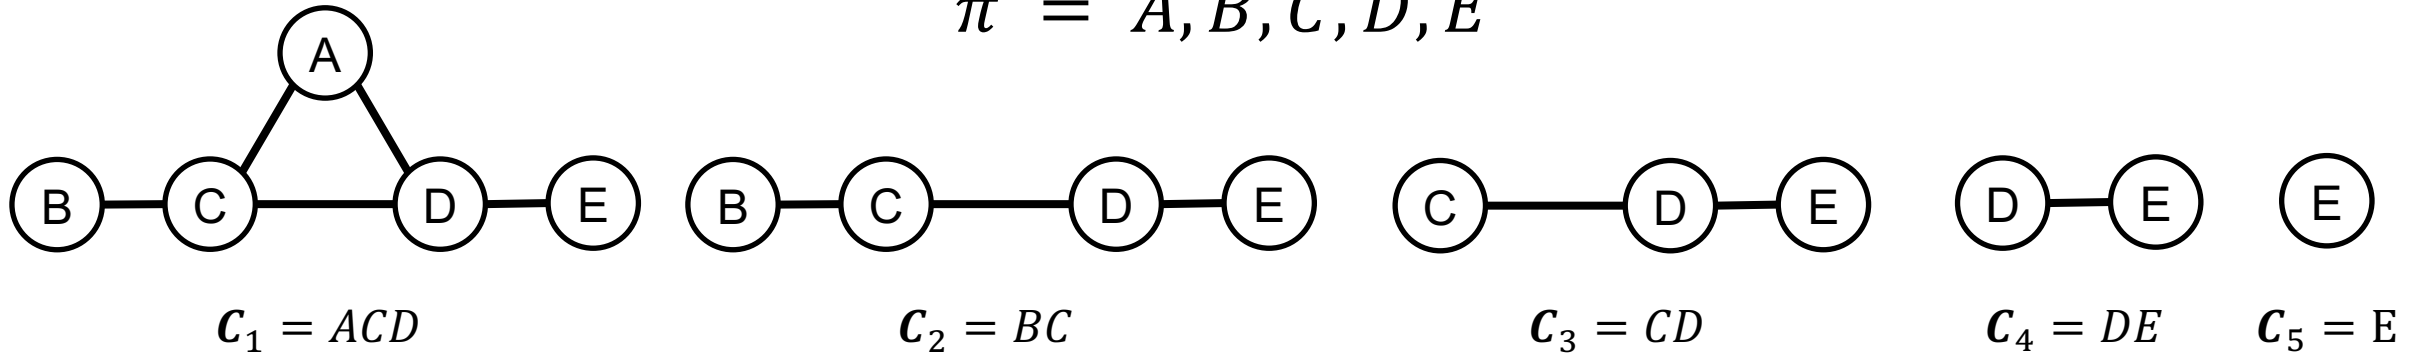 π = A, B, C, D, E
A
B C D E
B C D E
C D E
D E
E
C₁ = ACD
C₂ = BC
C₃ = CD
C₄ = DE
C₅ = E